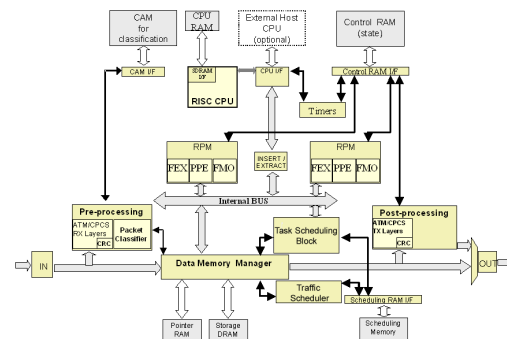 CAM
for
classification
CPU
RAM
External Host
CPU
(optional)
Control RAM
(state)
CAM I/F
SDRAM
I/F
RISC CPU
CPU I/F
Control RAM I/F
Timers
RPM
FEX PPE FMO
INSERT /
EXTRACT
RPM
FEX PPE FMO
Internal BUS
Pre-processing
ATM/CPCS
RX Layers
CRC
Packet
Classifier
Task Scheduling
Block
Post-processing
ATM/CPCS
TX Layers
CRC
IN
Data Memory Manager
OUT
Traffic
Scheduler
Scheduling RAM I/F
Pointer
RAM
Storage
DRAM
Scheduling
Memory